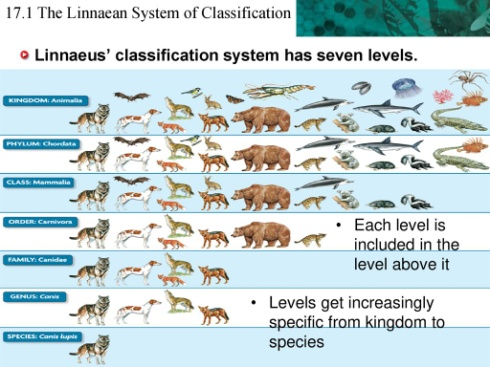 17.1 The Linnaean System of Classification
Linnaeus’ classification system has seven levels.
KINGDOM: Animalia
PHYLUM: Chordata
CLASS: Mammalia
ORDER: Carnivora
• Each level is
included in the
level above it
FAMILY: Canidae
GENUS: Canis
• Levels get increasingly
specific from kingdom to
species
SPECIES: Canis lupis